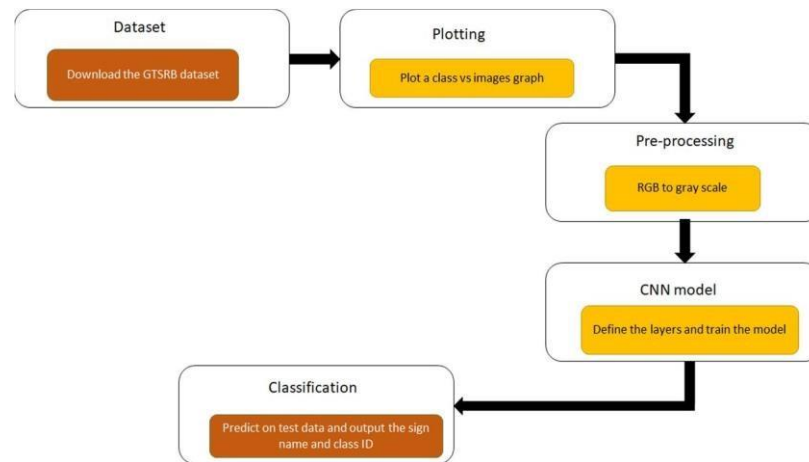 Dataset
Download the GTSRB dataset
Plotting
Plot a class vs images graph
Pre-processing
RGB to gray scale
CNN model
Define the layers and train the model
Classification
Predict on test data and output the sign
name and class ID